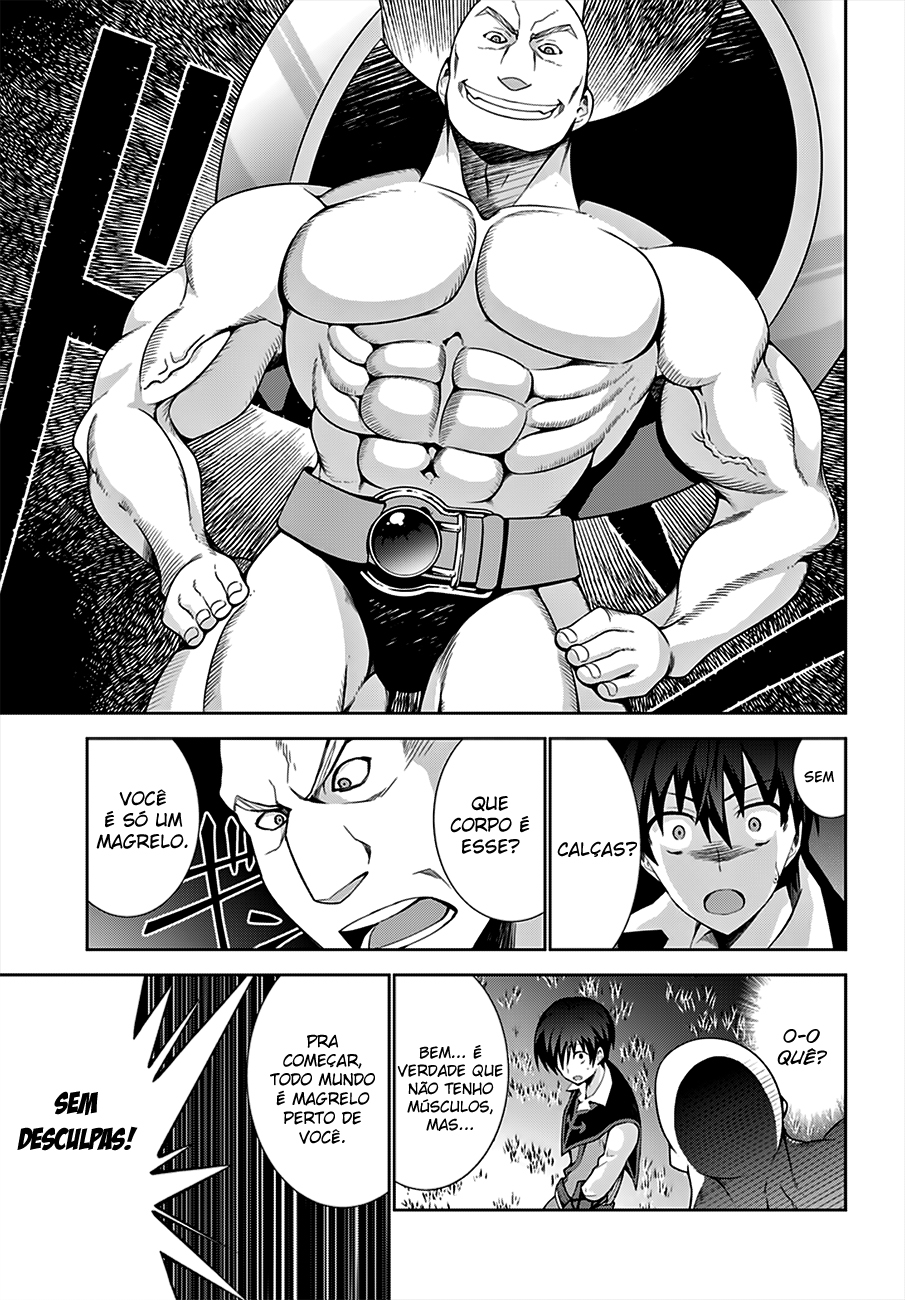 SEM
CALÇAS?
QUE
CORPO É
ESSE?
VOCÊ
É SÓ UM
MAGRELO.
O-O
QUÊ?
BEM... É
VERDADE QUE
NÃO TENHO
MÚSCULOS,
MAS...
PRA
COMEÇAR,
TODO MUNDO
É MAGRELO
PERTO DE
VOCÊ.
SEM
DESCULPAS!